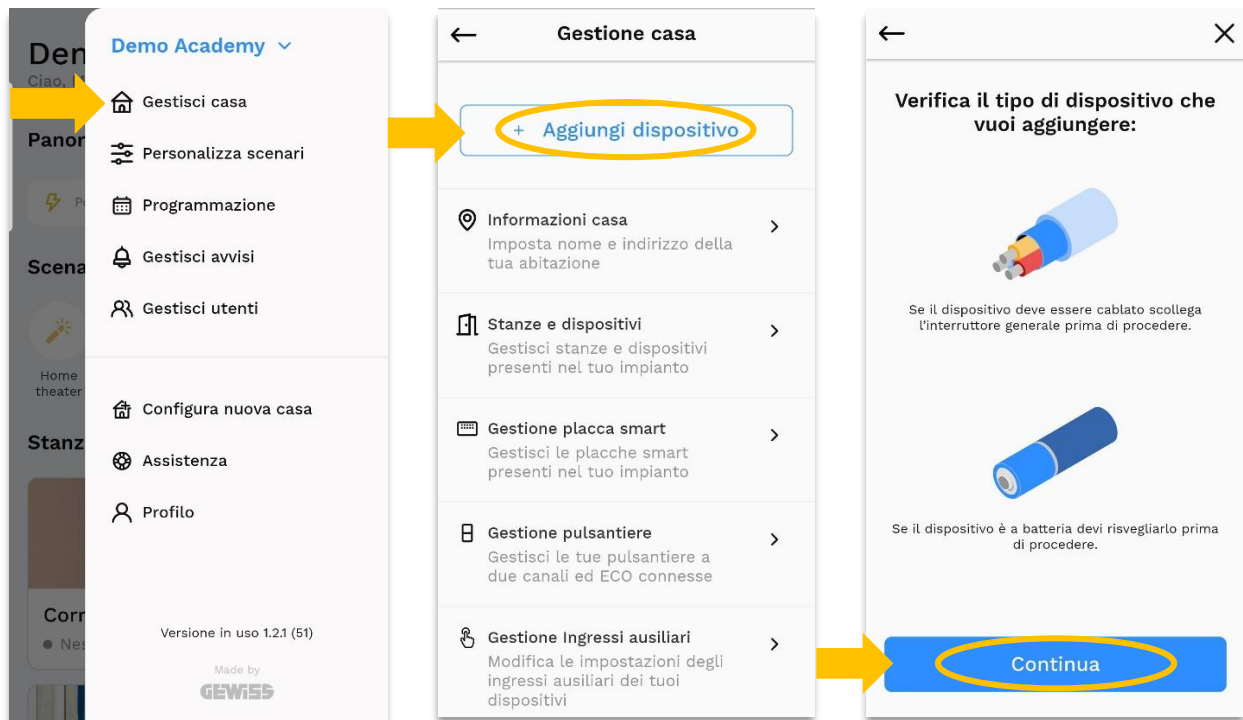 Den
Ciao,
Panor
Scena
Home
theater
Stanz
Corr
Demo Academy
Gestisci casa
Personalizza scenari
Programmazione
Gestisci avvisi
Gestisci utenti
Configura nuova casa
Assistenza
Profilo
Versione in uso 1.2.1 (51)
Made by
GEWISS
Gestione casa
+ Aggiungi dispositivo
Informazioni casa
Imposta nome e indirizzo della
tua abitazione
Stanze e dispositivi
Gestisci stanze e dispositivi
presenti nel tuo impianto
Gestione placca smart
Gestisci le placche smart
presenti nel tuo impianto
Gestione pulsantiere
Gestisci le tue pulsantiere a
due canali ed ECO connesse
Gestione Ingressi ausiliari
Modifica le impostazioni degli
ingressi ausiliari dei tuoi
dispositivi
Verifica il tipo di dispositivo che
vuoi aggiungere:
Se il dispositivo deve essere cablato scollega
l'interruttore generale prima di procedere.
Se il dispositivo è a batteria devi risvegliarlo prima
di procedere.
Continua